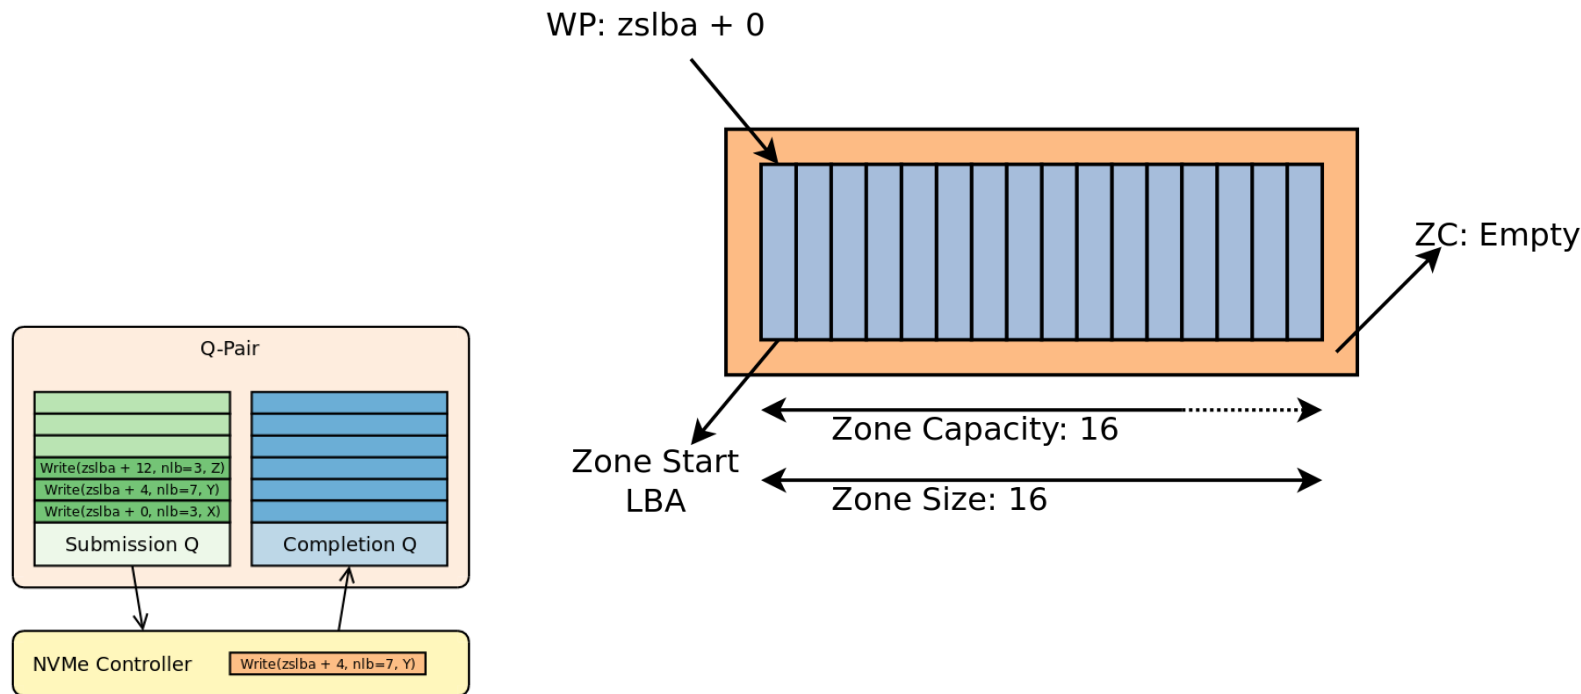 WP: zslba + 0
ZC: Empty
Zone Capacity: 16
Zone Start
LBA
Zone Size: 16
Q-Pair
Write(zslba + 12, nlb=3, Z)
Write(zslba + 4, nlb=7, Y)
Write(zslba + 0, nlb=3, X)
Submission Q
Completion Q
NVMe Controller
Write(zslba + 4, nlb=7, Y)